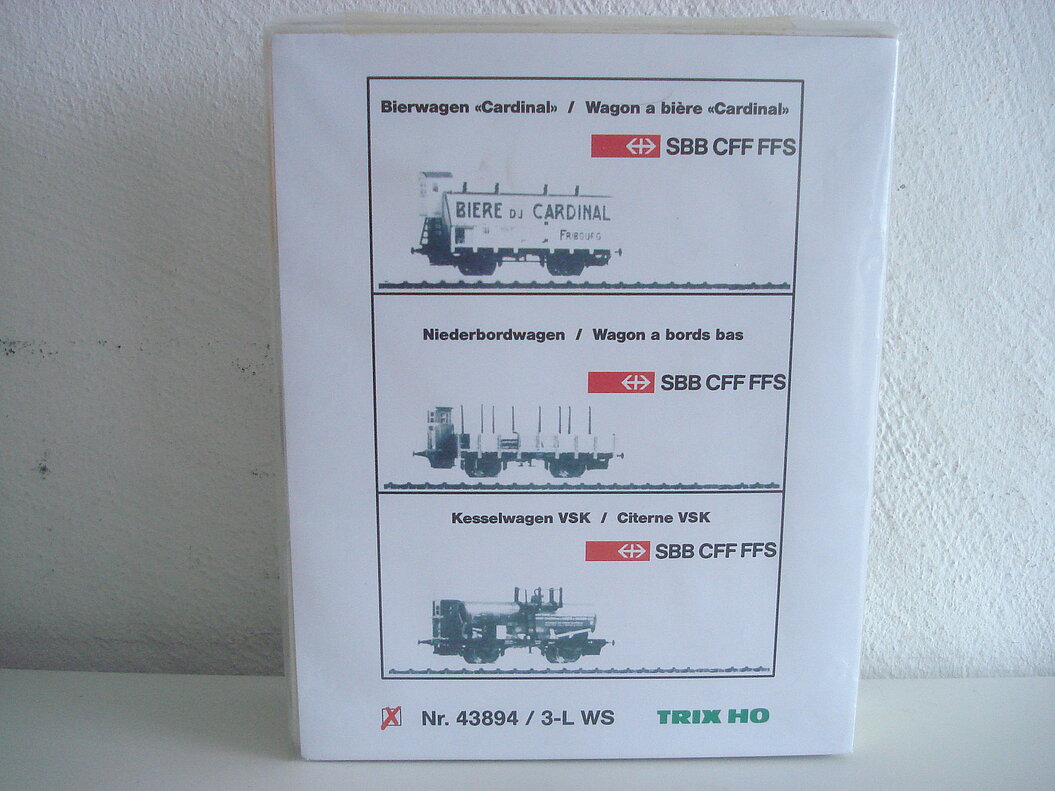 Bierwagen «Cardinal» / Wagon a bière «Cardinal»
SBB CFF FFS
BIERE DU CARDINAL
FRIBOURG
Niederbordwagen / Wagon a bords bas
SBB CFF FFS
Kesselwagen VSK / Citerne VSK
SBB CFF FFS
X Nr. 43894 / 3-L WS TRIX HO